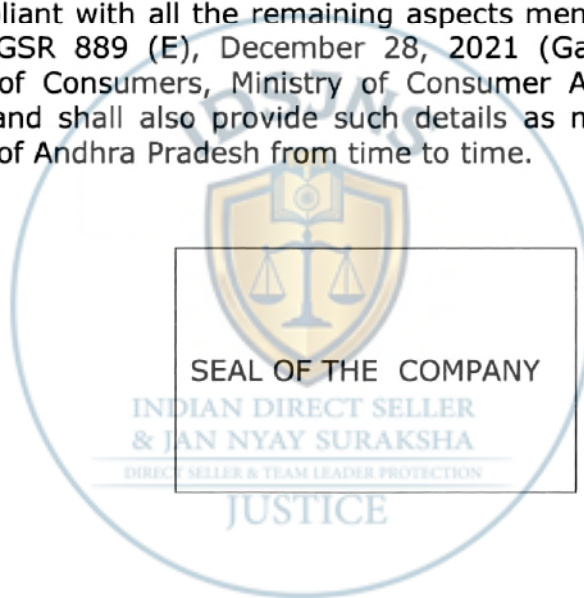 liant with all the remaining aspects men
GSR 889 (E), December 28, 2021 (Ga
of Consumers, Ministry of Consumer A
and shall also provide such details as
of Andhra Pradesh from time to time.
IDSJNS
SEAL OF THE COMPANY
INDIAN DIRECT SELLER
& JAN NYAY SURAKSHA
DIRECT SELLER & TEAM LEADER PROTECTION
JUSTICE